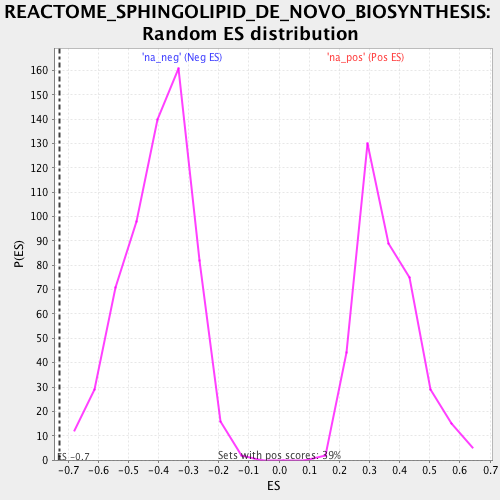 REACTOME_SPHINGOLIPID_DE_NOVO_BIOSYNTHESIS:
Random ES distribution
'na_neg' (Neg ES) 'na_pos' (Pos ES)
160
150
140
130
120
110
100
90
80
70
60
50
40
30
20
10
0
P(ES)
ES -0.7 Sets with pos scores: 39%
-0.7 -0.6 -0.5 -0.4 -0.3 -0.2 -0.1 0.0 0.1 0.2 0.3 0.4 0.5 0.6 0.7
ES